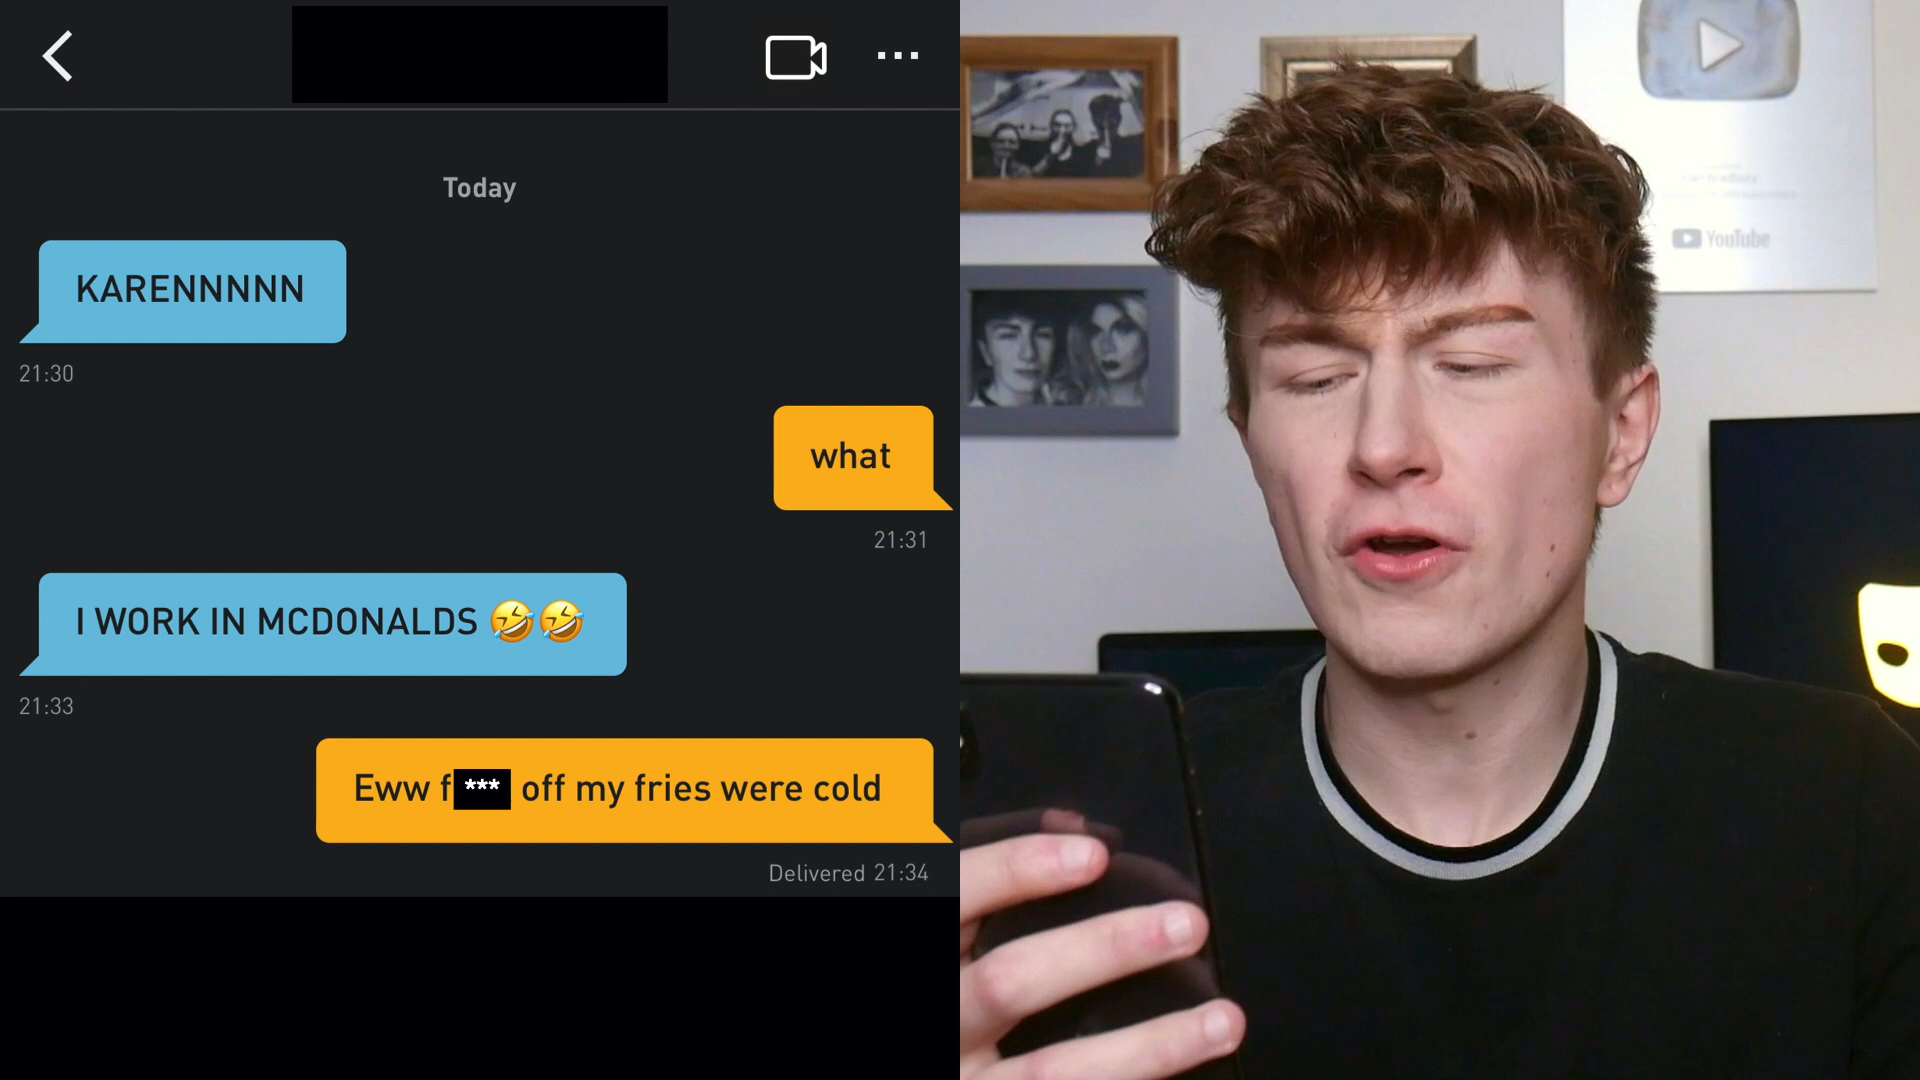 Today
KARENNNNN
21:30
what
21:31
I WORK IN MCDONALDS 🤣🤣
21:33
Eww f*** off my fries were cold
Delivered 21:34
YouTube